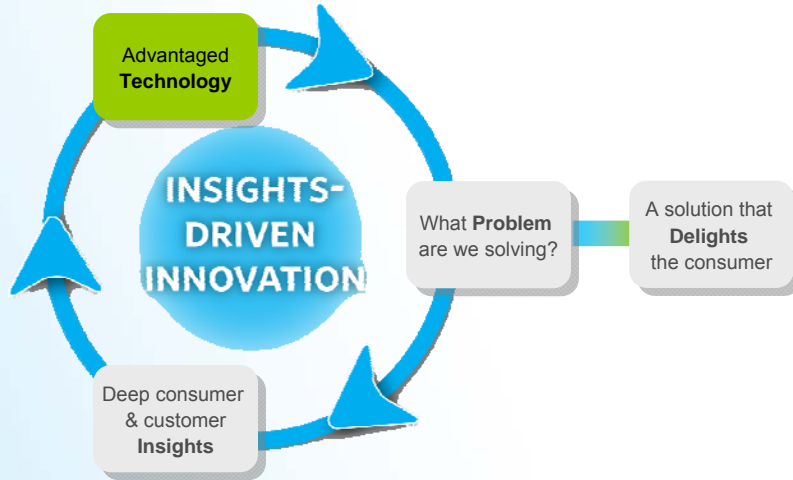 Advantaged
Technology
INSIGHTS-
DRIVEN
INNOVATION
What Problem
are we solving?
A solution that
Delights
the consumer
Deep consumer
& customer
Insights